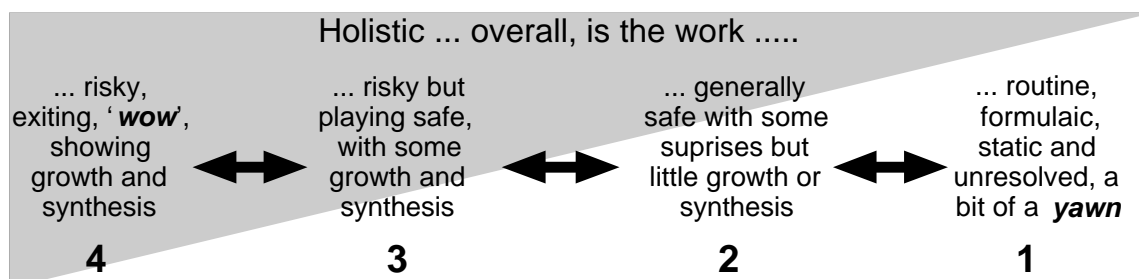 Holistic ... overall, is the work .....
... risky,
exiting, ‘ wow’,
showing
growth and
synthesis
4
... risky but
playing safe,
with some
growth and
synthesis
3
... generally
safe with some
suprises but
little growth or
synthesis
2
... routine,
formulaic,
static and
unresolved, a
bit of a yawn
1